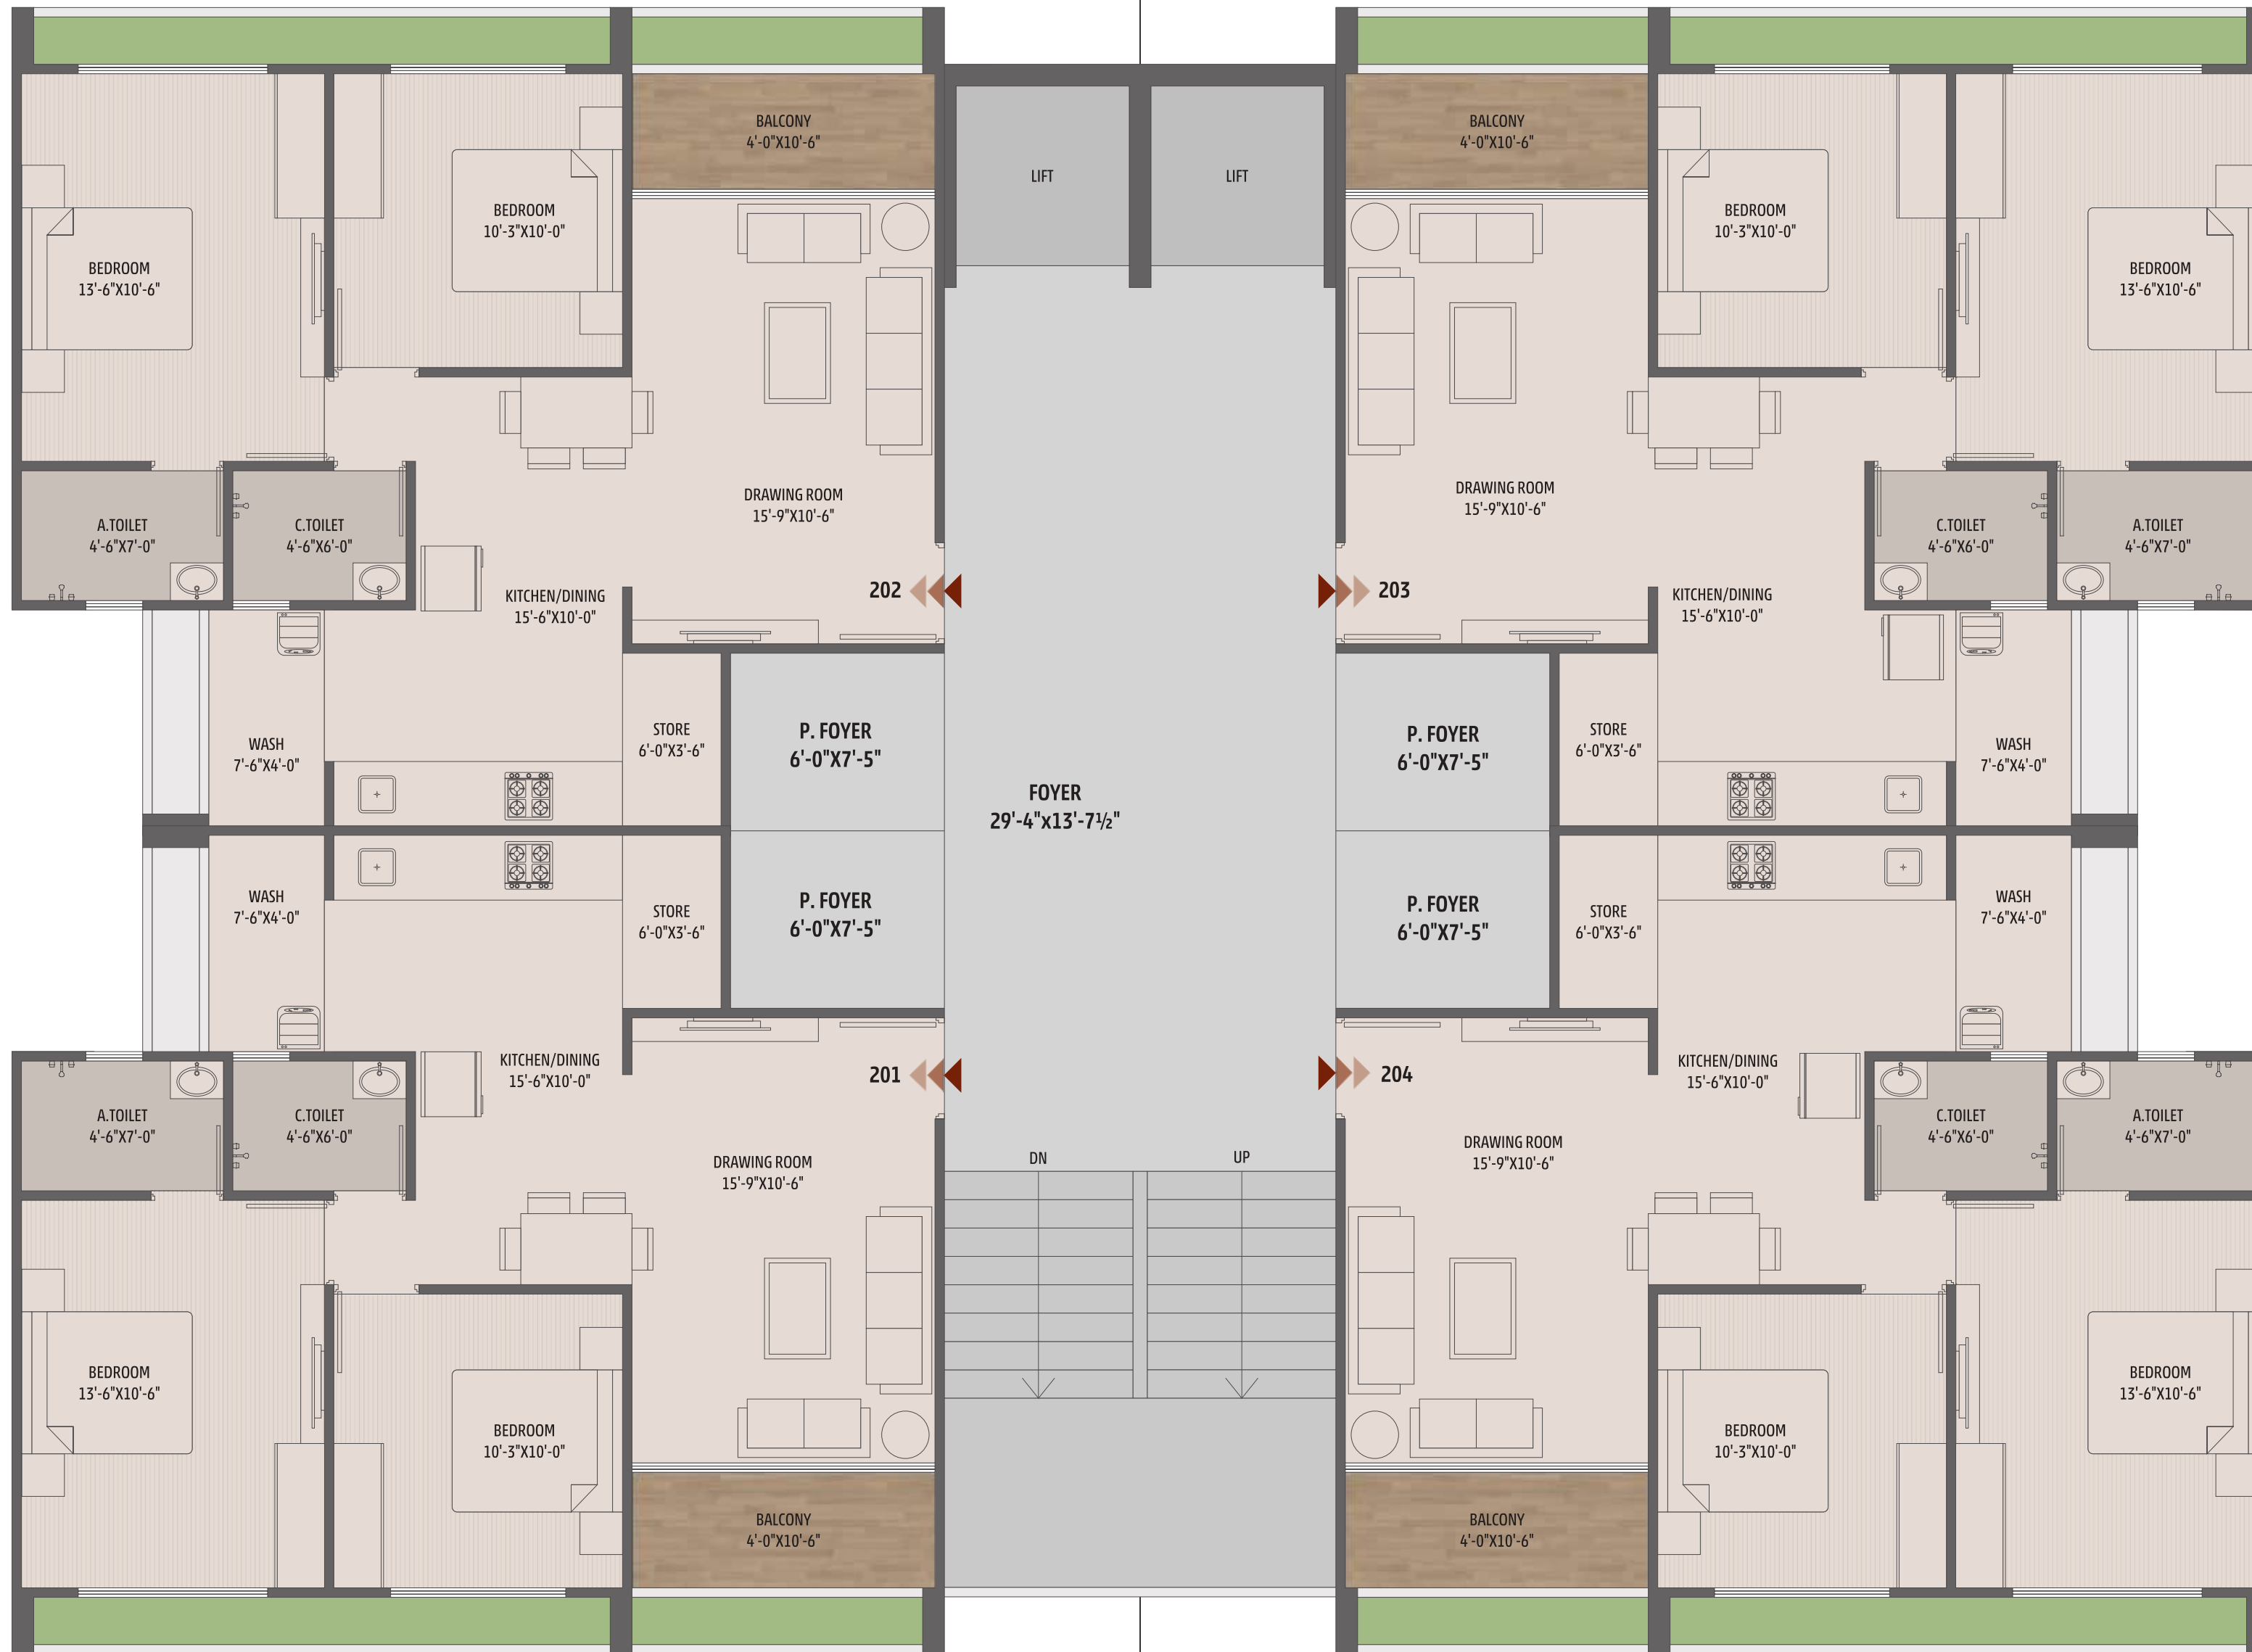 BALCONY
4'-0"X10'-6"
BALCONY
4'-0"X10'-6"
LIFT
LIFT
BEDROOM
10'-3"X10'-0"
BEDROOM
10'-3"X10'-0"
BEDROOM
13'-6"X10'-6"
BEDROOM
13'-6"X10'-6"
DRAWING ROOM
15'-9"X10'-6"
DRAWING ROOM
15'-9"X10'-6"
A.TOILET
4'-6"X7'-0"
C.TOILET
4'-6"X6'-0"
C.TOILET
4'-6"X6'-0"
A.TOILET
4'-6"X7'-0"
202
203
KITCHEN/DINING
15'-6"X10'-0"
KITCHEN/DINING
15'-6"X10'-0"
WASH
7'-6"X4'-0"
STORE
6'-0"X3'-6"
P. FOYER
6'-0"X7'-5"
P. FOYER
6'-0"X7'-5"
STORE
6'-0"X3'-6"
WASH
7'-6"X4'-0"
FOYER
29'-4"x13'-7½"
WASH
7'-6"X4'-0"
STORE
6'-0"X3'-6"
P. FOYER
6'-0"X7'-5"
P. FOYER
6'-0"X7'-5"
STORE
6'-0"X3'-6"
WASH
7'-6"X4'-0"
KITCHEN/DINING
15'-6"X10'-0"
201
204
KITCHEN/DINING
15'-6"X10'-0"
A.TOILET
4'-6"X7'-0"
C.TOILET
4'-6"X6'-0"
C.TOILET
4'-6"X6'-0"
A.TOILET
4'-6"X7'-0"
DRAWING ROOM
15'-9"X10'-6"
DN
UP
DRAWING ROOM
15'-9"X10'-6"
BEDROOM
13'-6"X10'-6"
BEDROOM
13'-6"X10'-6"
BEDROOM
10'-3"X10'-0"
BEDROOM
10'-3"X10'-0"
BALCONY
4'-0"X10'-6"
BALCONY
4'-0"X10'-6"